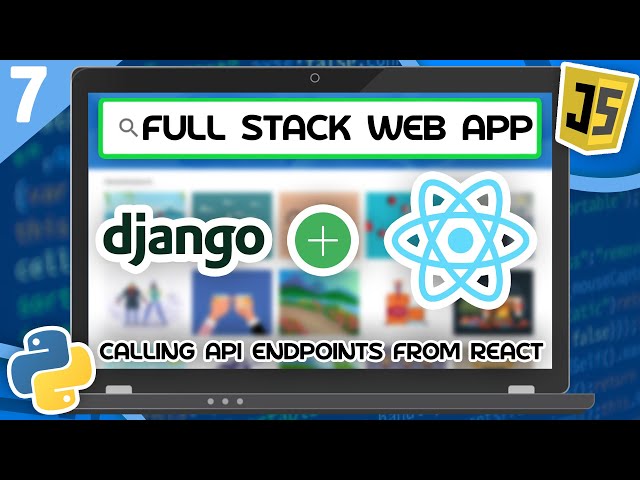 7
JS
FULL STACK WEB APP
django
CALLING API ENDPOINTS FROM REACT